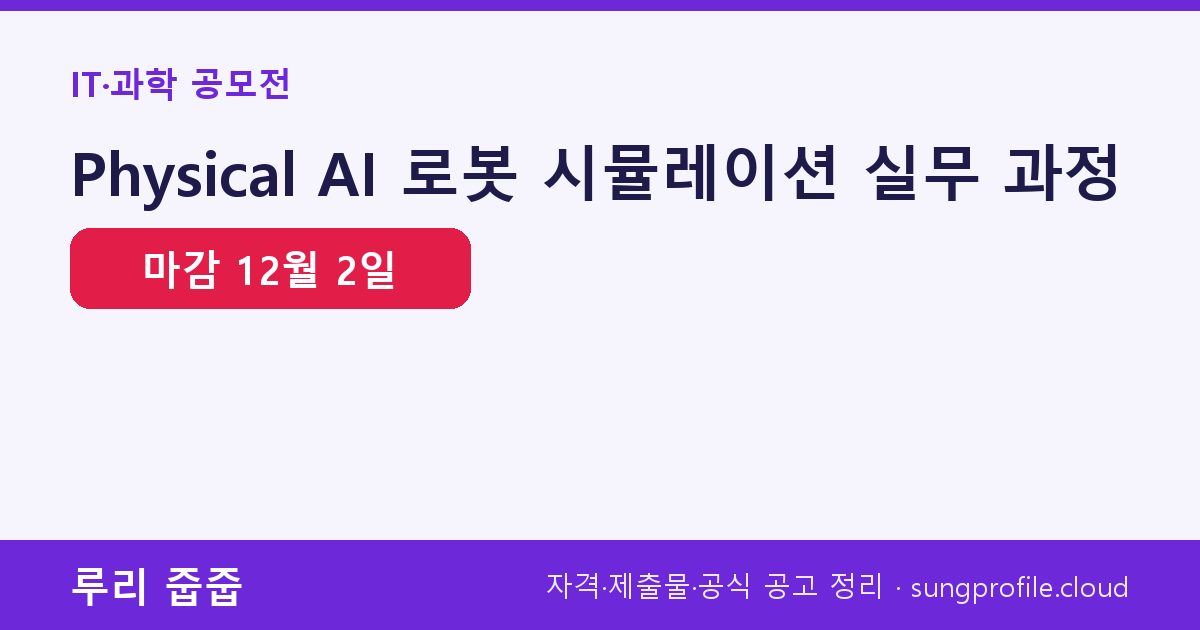 IT·과학 공모전
Physical AI 로봇 시뮬레이션 실무 과정
마감 12월 2일
루리 줍줍
자격·제출물·공식 공고 정리 · sungprofile.cloud